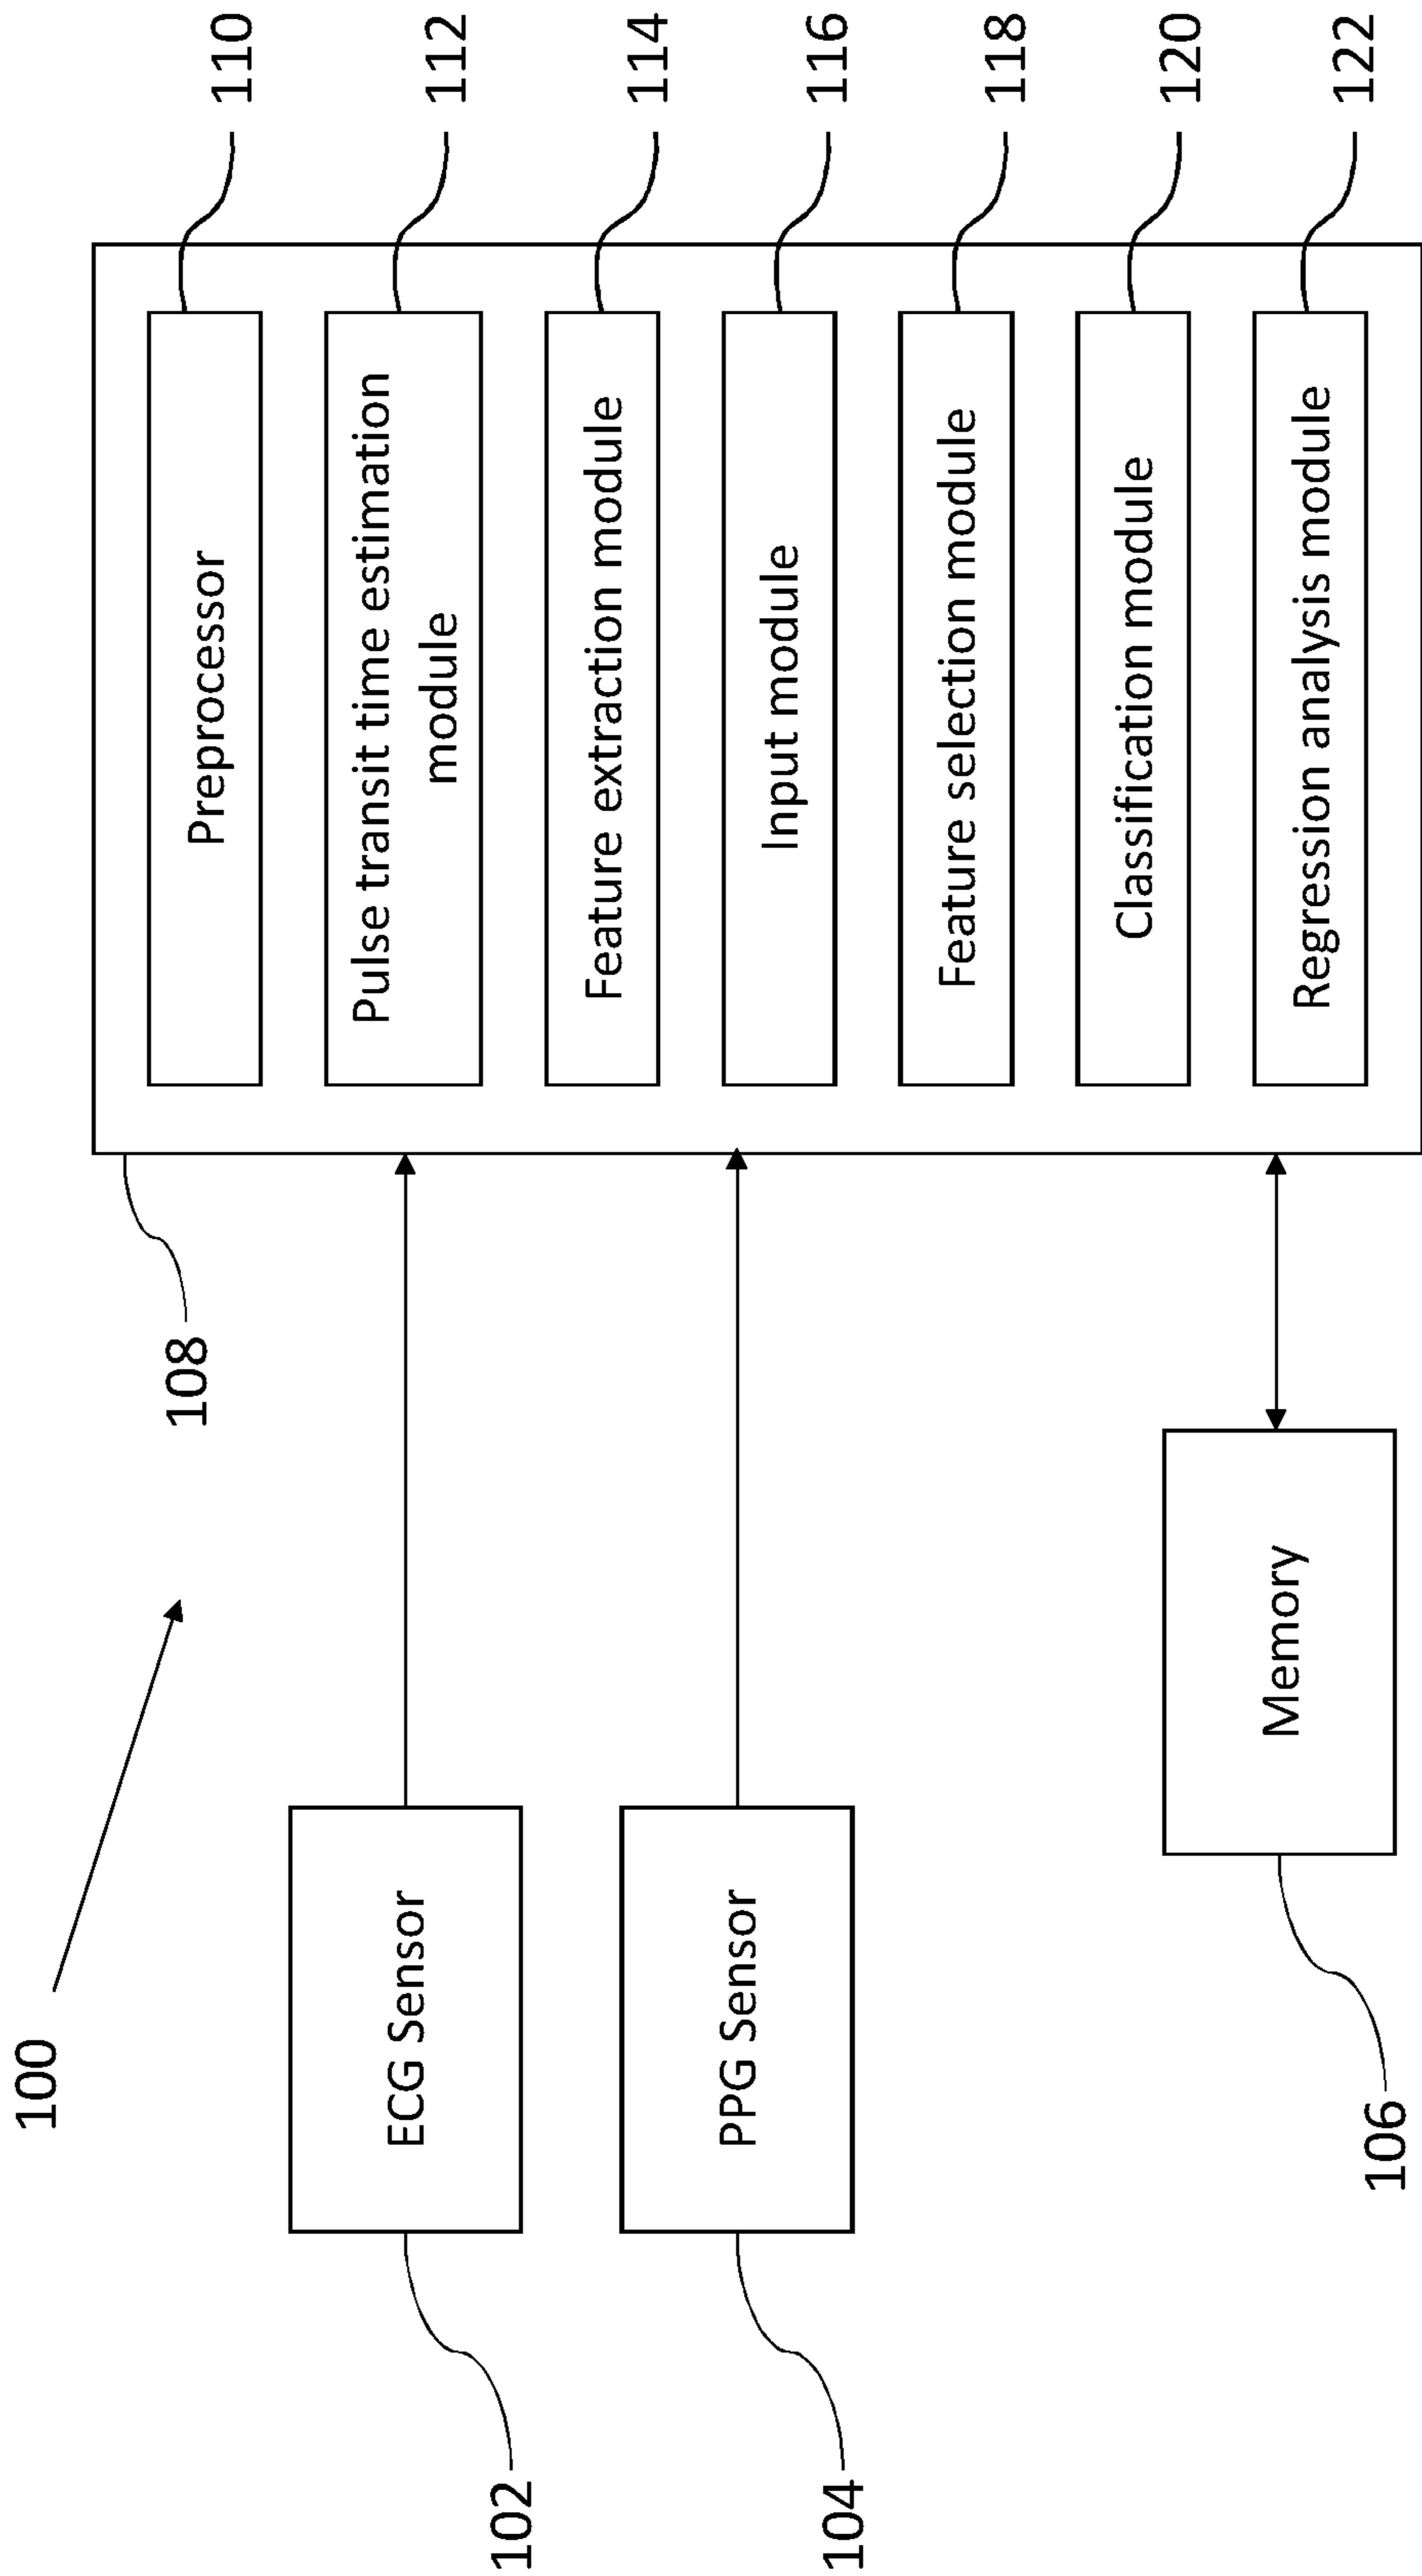 100
108
ECG Sensor
102
PPG Sensor
104
Memory
106
Preprocessor
110
Pulse transit time estimation
module
112
Feature extraction module
114
Input module
116
Feature selection module
118
Classification module
120
Regression analysis module
122